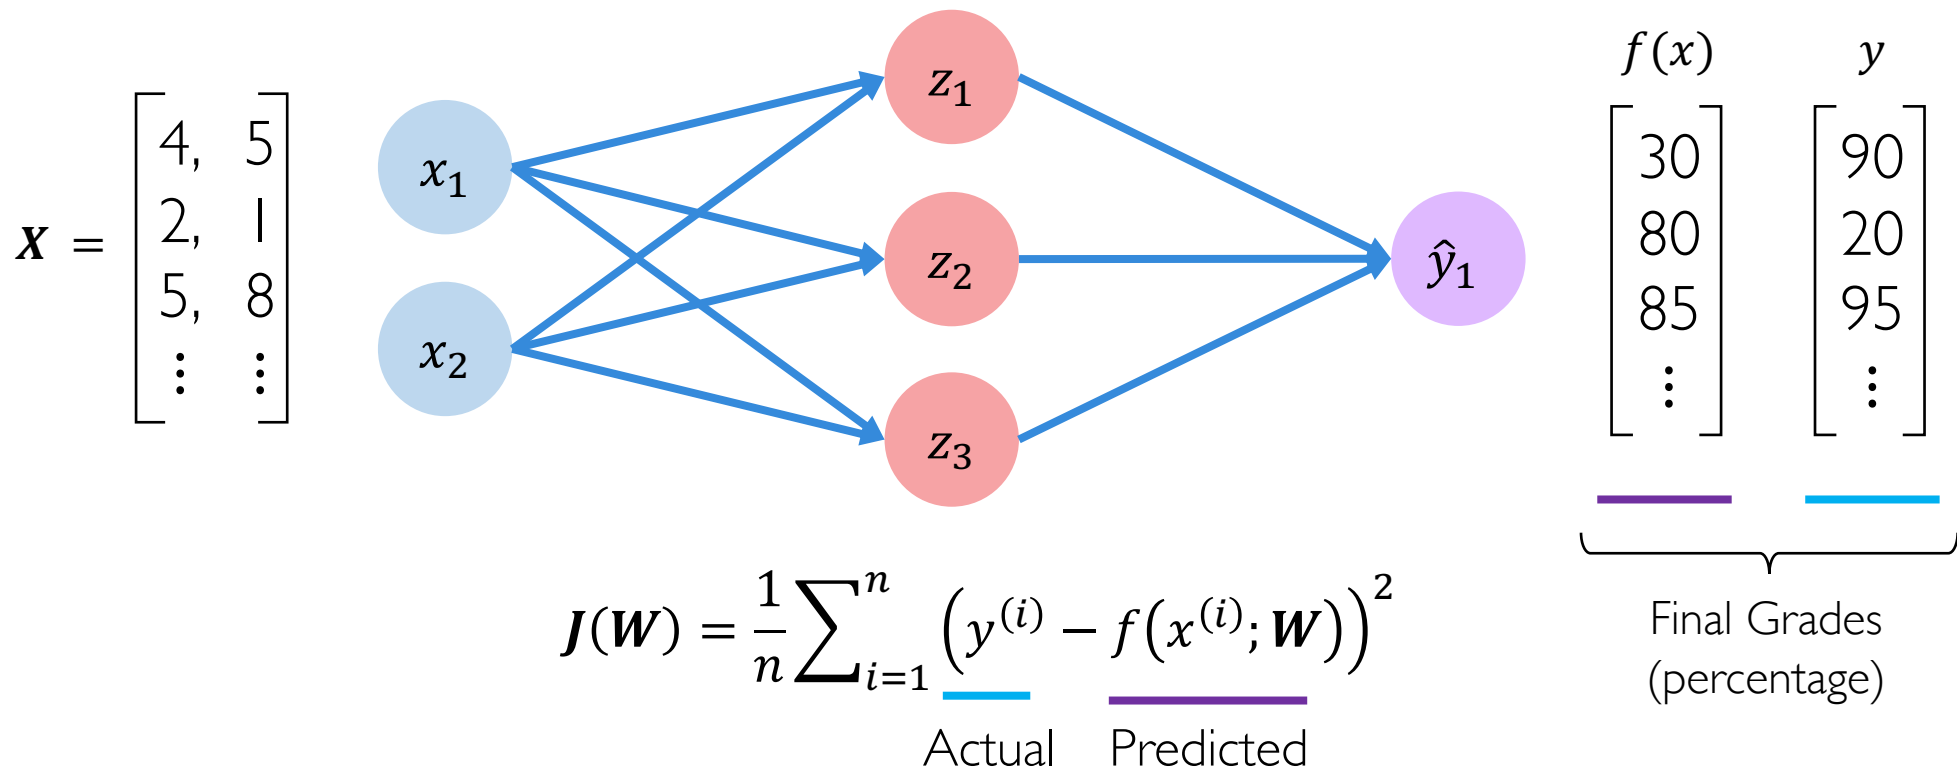 X = [4, 5
2, 1
5, 8
⋮ ⋮]
x₁
x₂
z₁
z₂
z₃
ŷ₁
f(x)
30
80
85
⋮
y
90
20
95
⋮
Final Grades
(percentage)
J(W) = 1/n ∑ᵢ₌₁ⁿ (y⁽ⁱ⁾ − f(x⁽ⁱ⁾; W))²
Actual Predicted